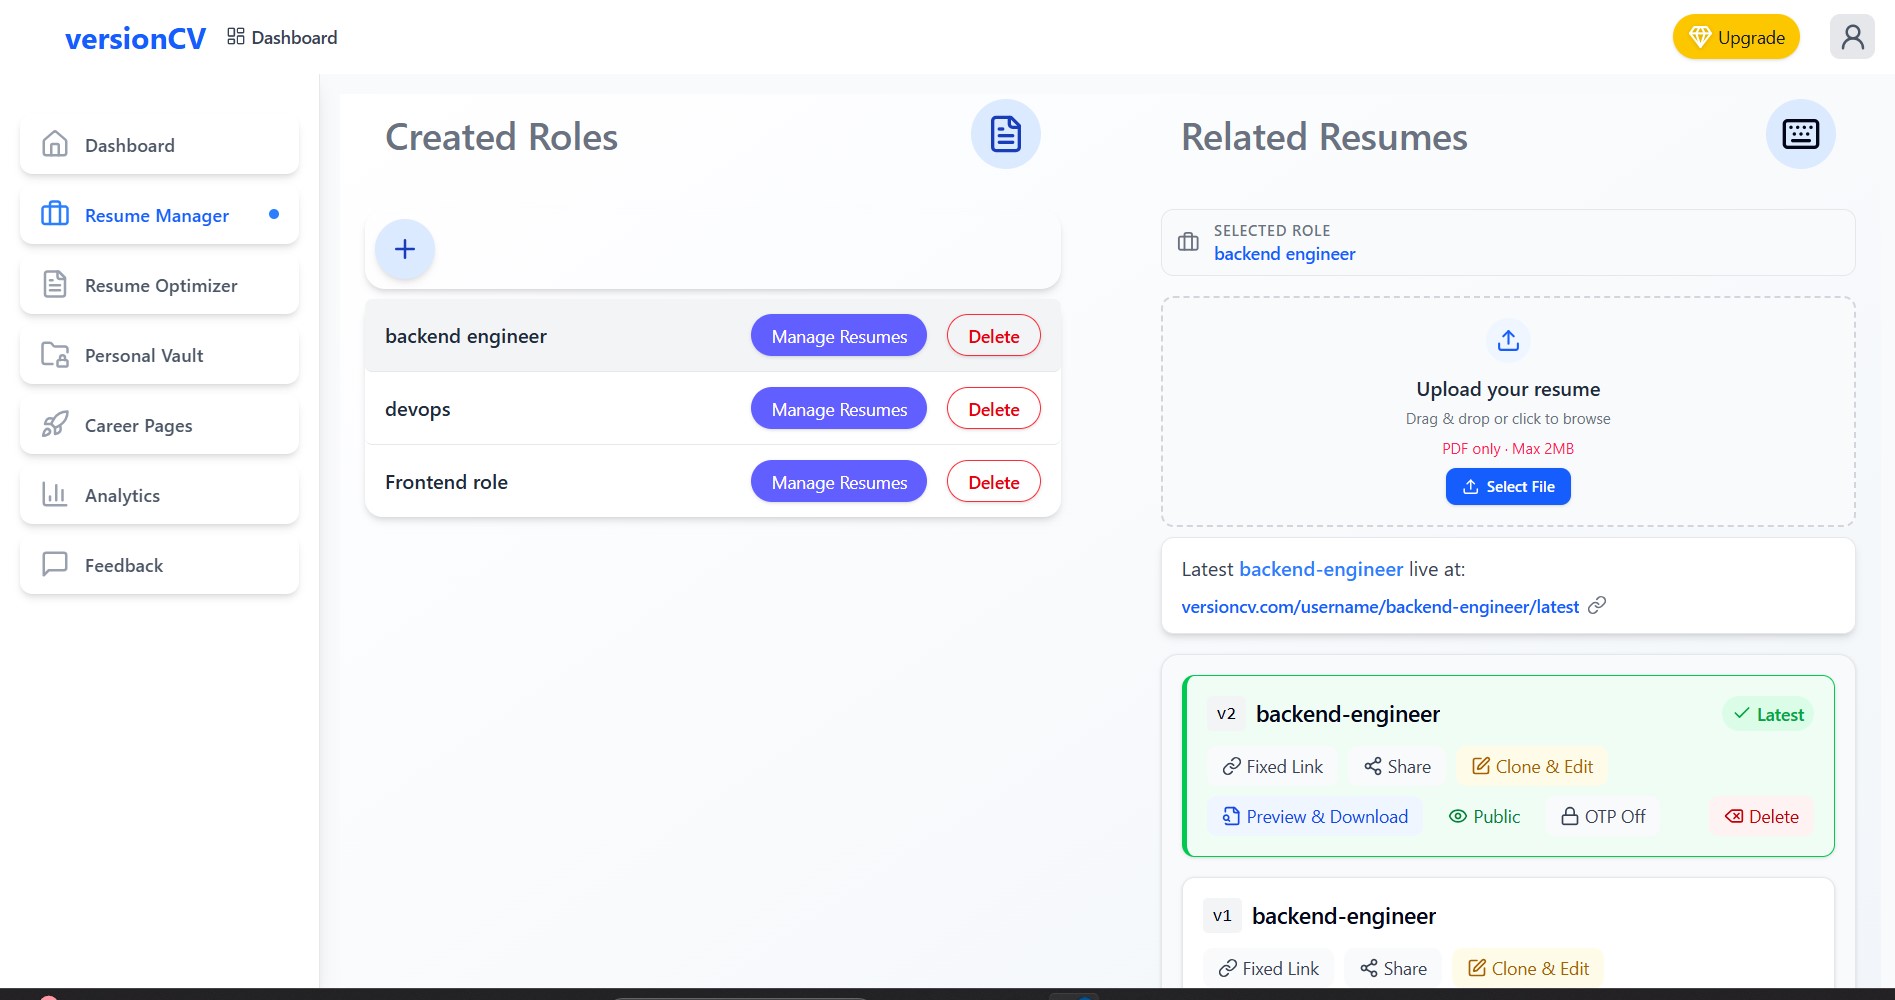 versionCV
Dashboard
Upgrade
Dashboard
Resume Manager
Resume Optimizer
Personal Vault
Career Pages
Analytics
Feedback
Created Roles
backend engineer
Manage Resumes
Delete
devops
Manage Resumes
Delete
Frontend role
Manage Resumes
Delete
Related Resumes
SELECTED ROLE
backend engineer
Upload your resume
Drag & drop or click to browse
PDF only · Max 2MB
Select File
Latest backend-engineer live at:
versioncv.com/username/backend-engineer/latest
v2 backend-engineer
Latest
Fixed Link
Share
Clone & Edit
Preview & Download
Public
OTP Off
Delete
v1 backend-engineer
Fixed Link
Share
Clone & Edit